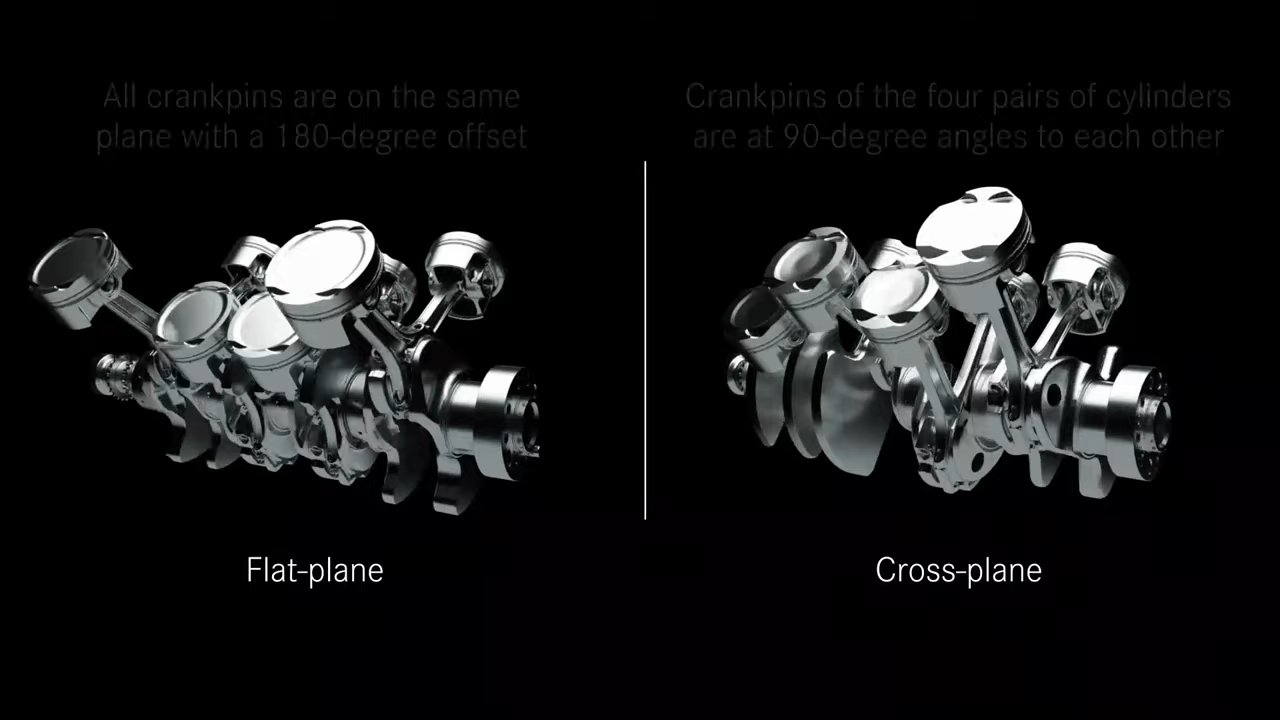 All crankpins are on the same
plane with a 180-degree offset
Crankpins of the four pairs of cylinders
are at 90-degree angles to each other
Flat-plane
Cross-plane